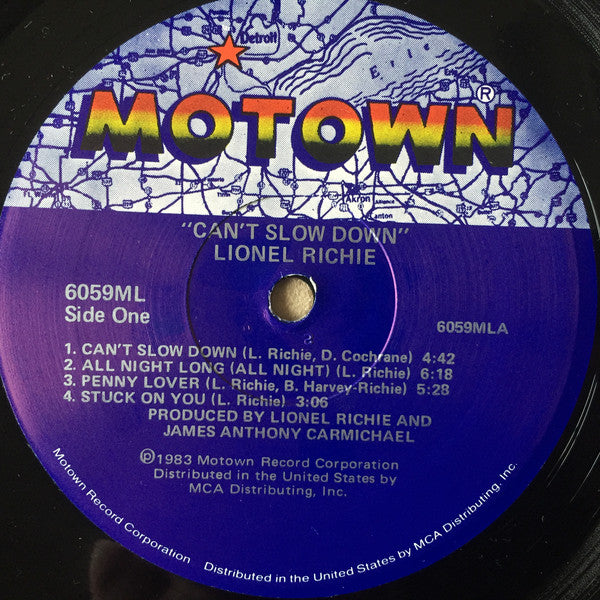 Detroit
Erie
MOTOWN®
Akron
Alliance
Canton
"CAN'T SLOW DOWN"
LIONEL RICHIE
6059ML
Side One
6059MLA
1. CAN'T SLOW DOWN (L. Richie, D. Cochrane) 4:42
2. ALL NIGHT LONG (ALL NIGHT) (L. Richie) 6:18
3. PENNY LOVER (L. Richie, B. Harvey-Richie) 5:28
4. STUCK ON YOU (L. Richie) 3:06
PRODUCED BY LIONEL RICHIE AND
JAMES ANTHONY CARMICHAEL
℗1983 Motown Record Corporation
Distributed in the United States by
MCA Distributing, Inc.
Motown Record Corporation Distributed in the United States by MCA Distributing, Inc.